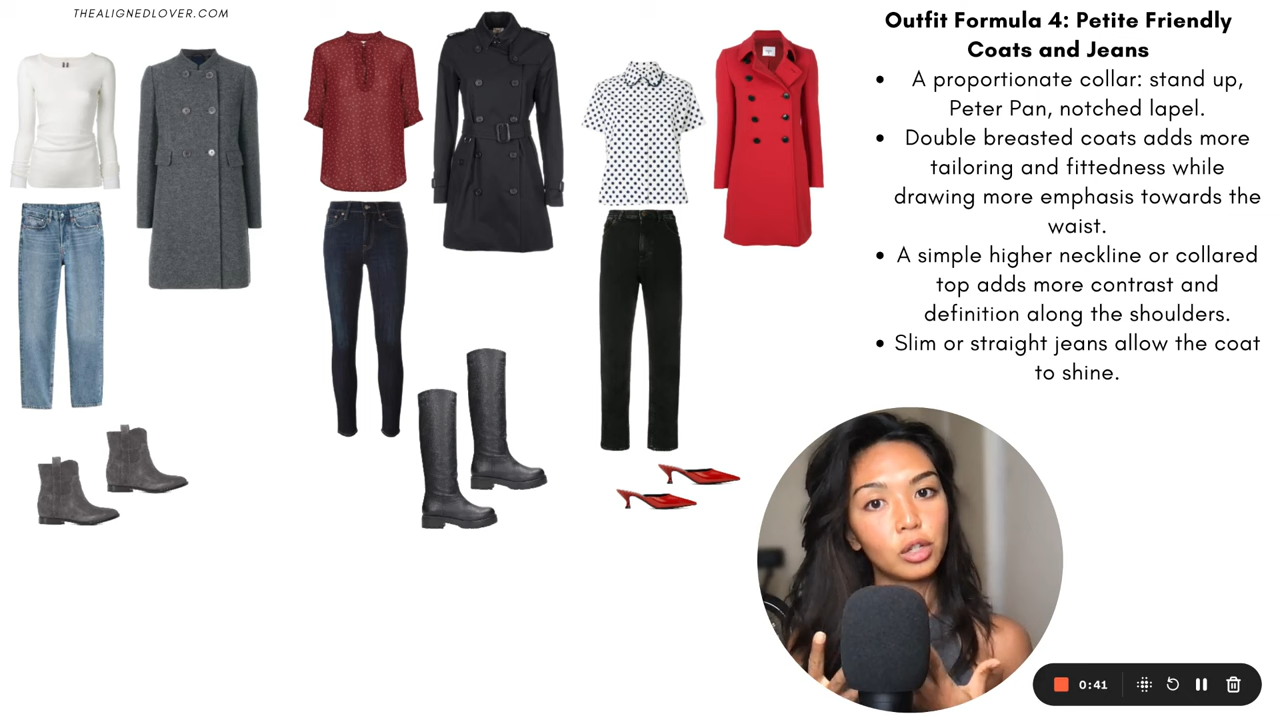 THEALIGNEDLOVER.COM
Outfit Formula 4: Petite Friendly
Coats and Jeans
• A proportionate collar: stand up,
Peter Pan, notched lapel.
• Double breasted coats adds more
tailoring and fittedness while
drawing more emphasis towards the
waist.
• A simple higher neckline or collared
top adds more contrast and
definition along the shoulders.
• Slim or straight jeans allow the coat
to shine.
0:41